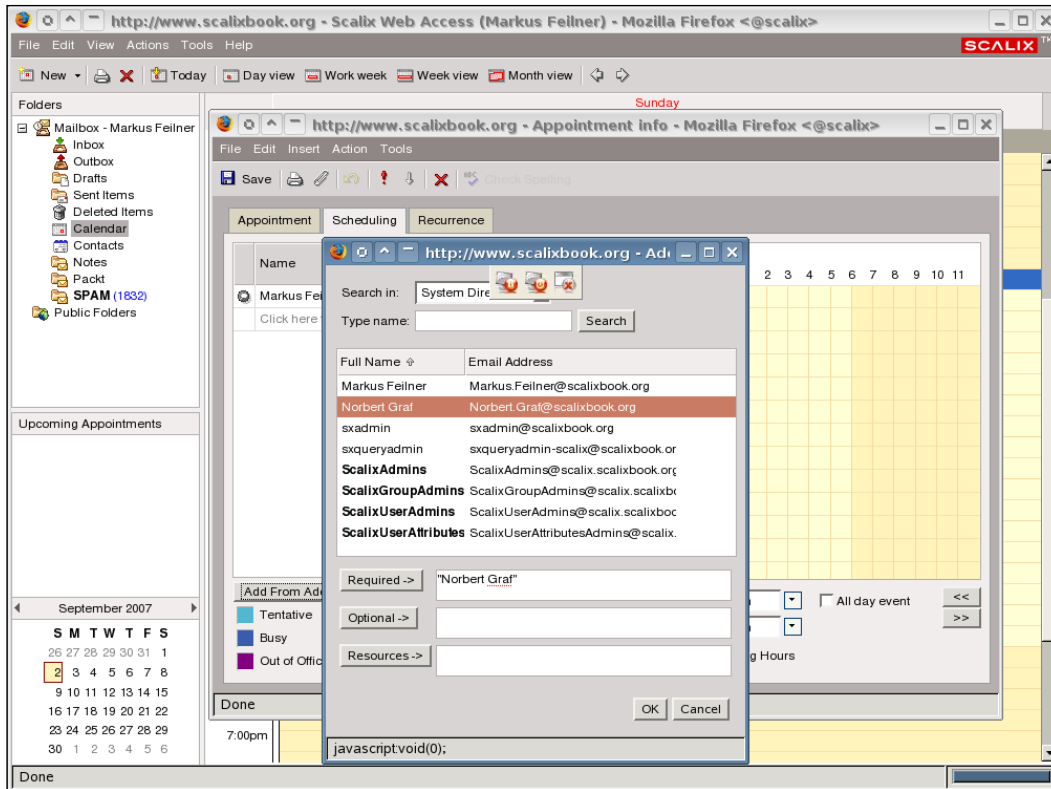 http://www.scalixbook.org - Scalix Web Access (Markus Feilner) - Mozilla Firefox <@scalix>
File Edit View Actions Tools Help
SCALIX TM
New Today Day view Work week Week view Month view
Folders
Mailbox - Markus Feilner
Inbox
Outbox
Drafts
Sent Items
Deleted Items
Calendar
Contacts
Notes
Packt
SPAM (1832)
Public Folders
Upcoming Appointments
September 2007
S M T W T F S
26 27 28 29 30 31 1
2 3 4 5 6 7 8
9 10 11 12 13 14 15
16 17 18 19 20 21 22
23 24 25 26 27 28 29
30 1 2 3 4 5 6
Sunday
7:00pm
http://www.scalixbook.org - Appointment info - Mozilla Firefox <@scalix>
File Edit Insert Action Tools
Save Check Spelling
Appointment Scheduling Recurrence
Name
2 3 4 5 6 7 8 9 10 11
Markus Fei
Click here
Add From Ad
Tentative
Busy
Out of Offic
All day event
<<
>>
g Hours
Done
http://www.scalixbook.org - Ad
Search in: System Dire
Type name: Search
Full Name Email Address
Markus Feilner Markus.Feilner@scalixbook.org
Norbert Graf Norbert.Graf@scalixbook.org
sxadmin sxadmin@scalixbook.org
sxqueryadmin sxqueryadmin-scalix@scalixbook.or
ScalixAdmins ScalixAdmins@scalix.scalixbook.org
ScalixGroupAdmins ScalixGroupAdmins@scalix.scalixb
ScalixUserAdmins ScalixUserAdmins@scalix.scalixboo
ScalixUserAttributes ScalixUserAttributesAdmins@scalix.
Required -> "Norbert Graf"
Optional ->
Resources ->
OK Cancel
javascript:void(0);
Done